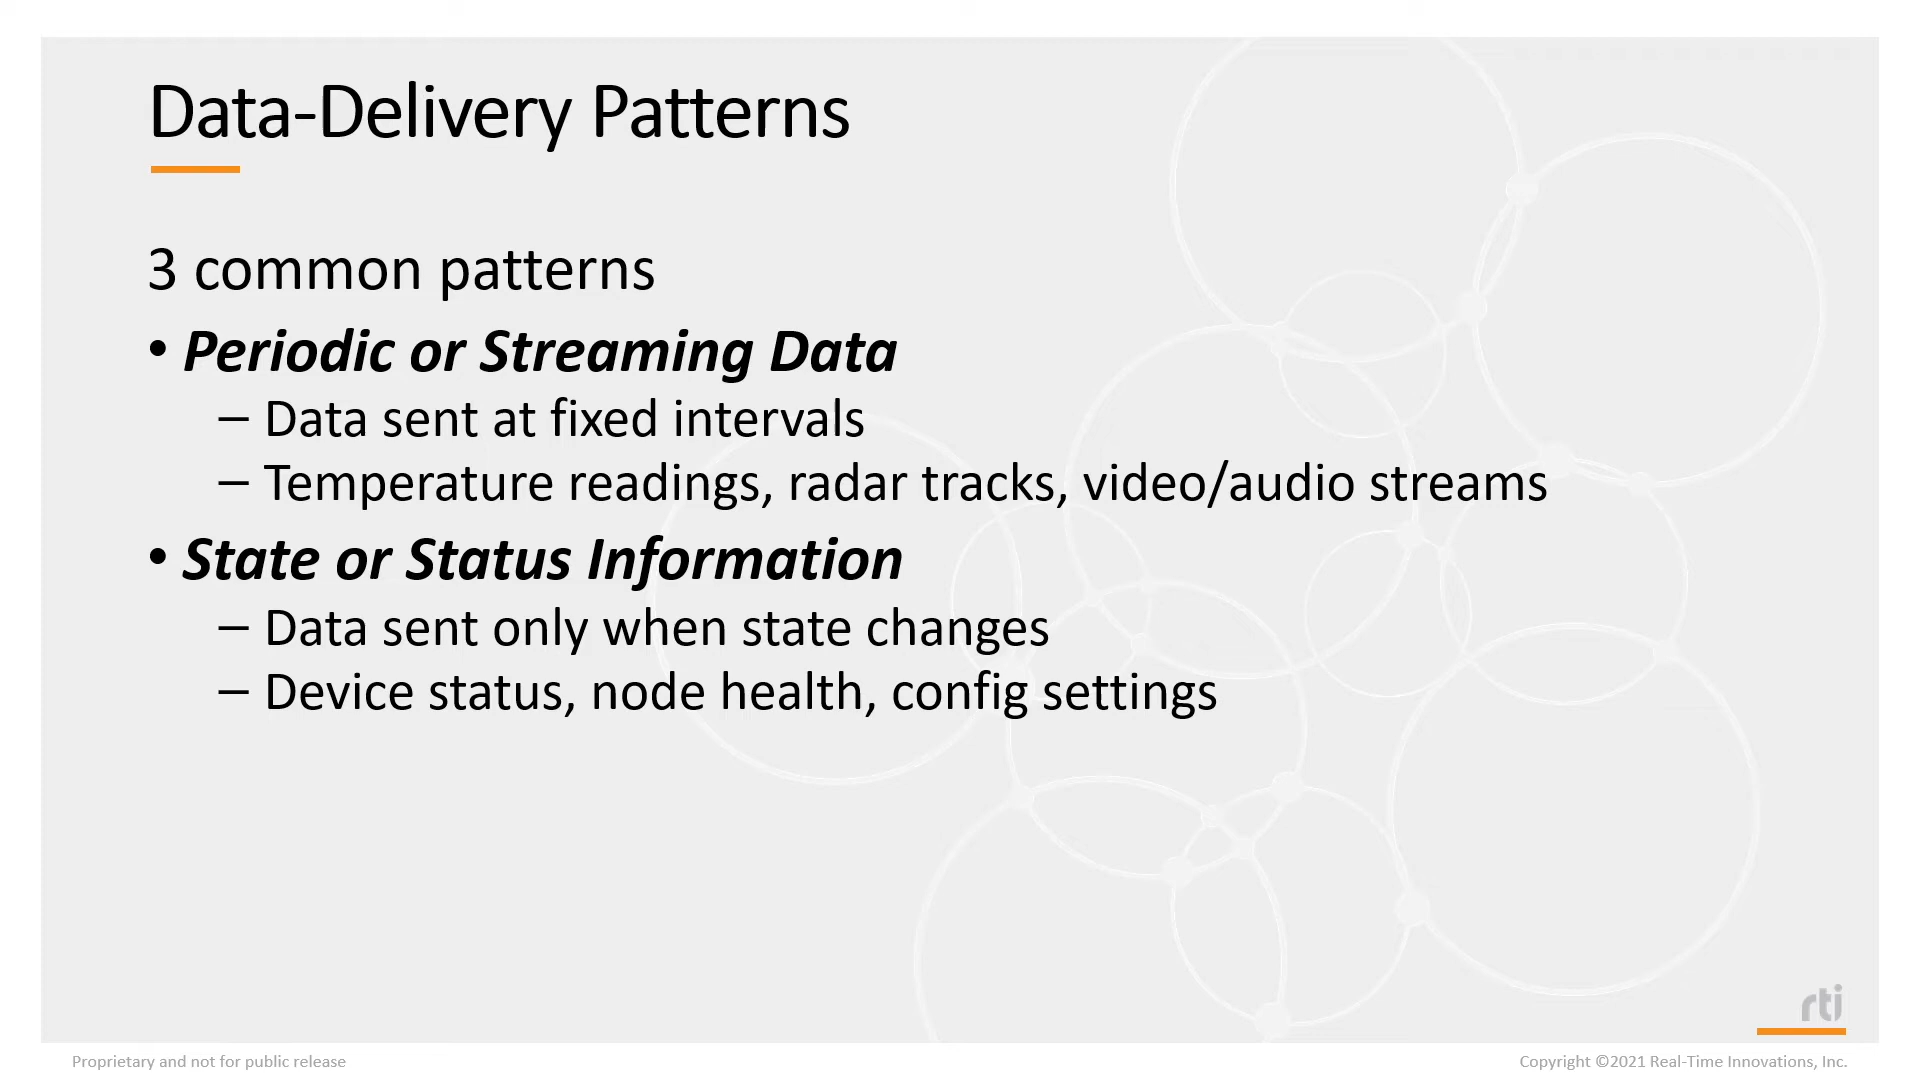 Data-Delivery Patterns
3 common patterns
• Periodic or Streaming Data
– Data sent at fixed intervals
– Temperature readings, radar tracks, video/audio streams
• State or Status Information
– Data sent only when state changes
– Device status, node health, config settings
rti
Proprietary and not for public release
Copyright ©2021 Real-Time Innovations, Inc.